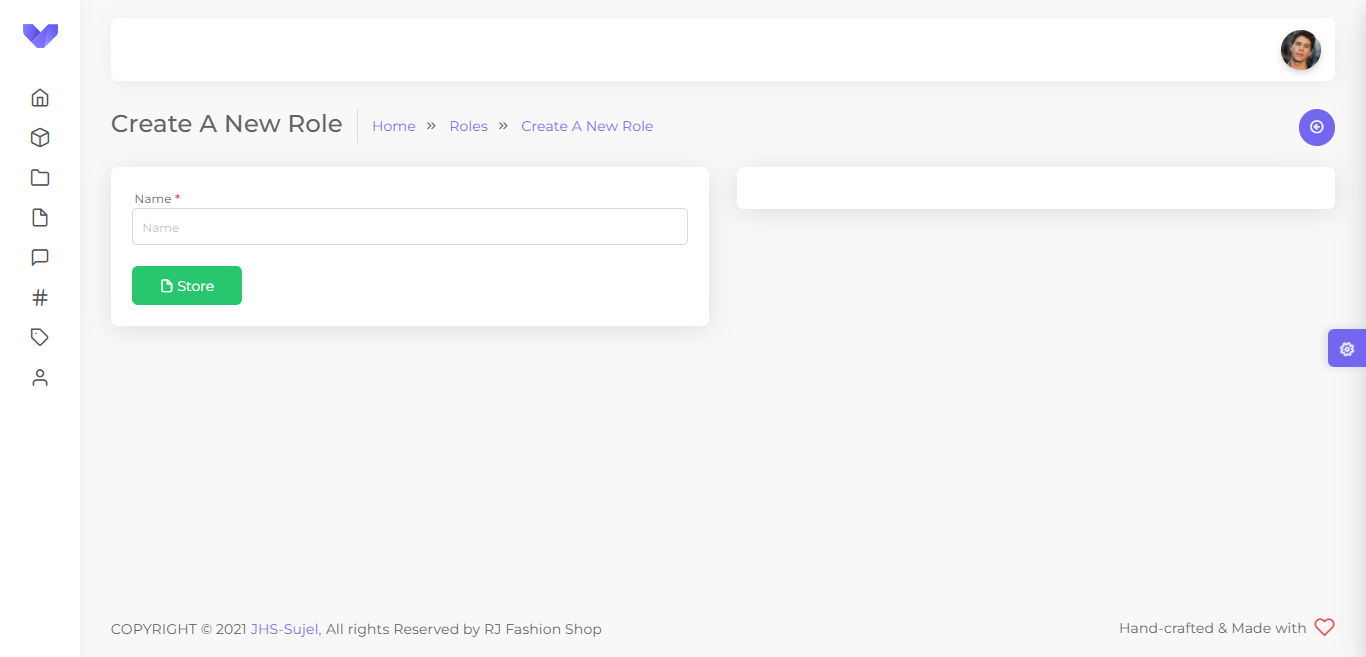 Create A New Role
Home » Roles » Create A New Role
Name *
Name
Store
COPYRIGHT © 2021 JHS-Sujel, All rights Reserved by RJ Fashion Shop
Hand-crafted & Made with